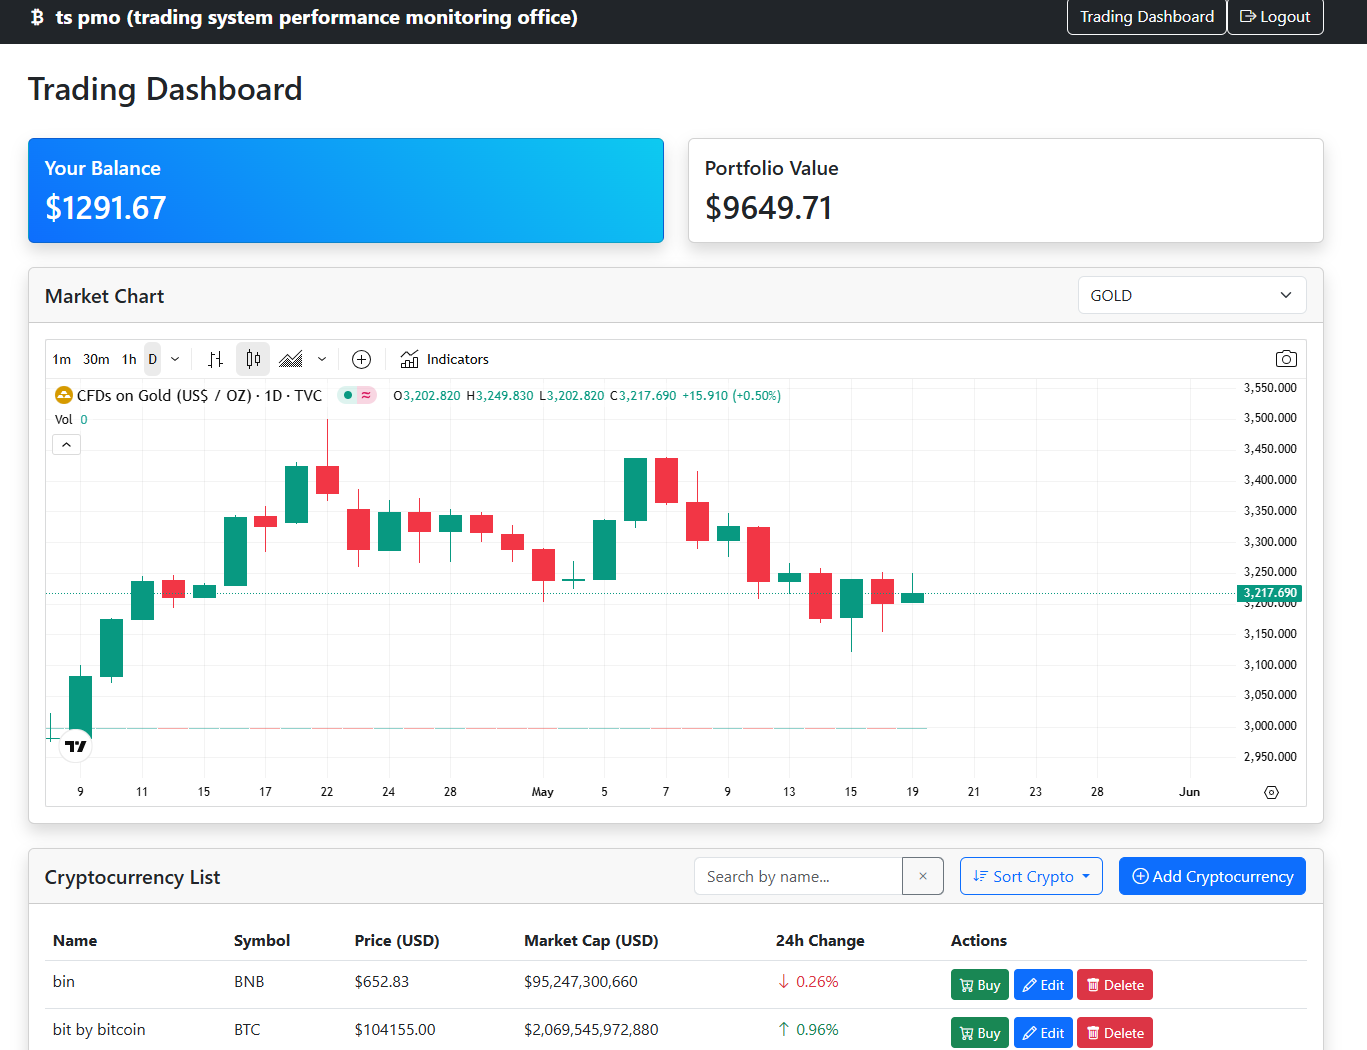 ts pmo (trading system performance monitoring office)
Trading Dashboard
Logout
Trading Dashboard
Your Balance
$1291.67
Portfolio Value
$9649.71
Market Chart
GOLD
1m 30m 1h D
Indicators
CFDs on Gold (US$ / OZ) · 1D · TVC
O3,202.820 H3,249.830 L3,202.820 C3,217.690 +15.910 (+0.50%)
Vol 0
3,550.000
3,500.000
3,450.000
3,400.000
3,350.000
3,300.000
3,250.000
3,217.690
3,200.000
3,150.000
3,100.000
3,050.000
3,000.000
2,950.000
9 11 15 17 22 24 28 May 5 7 9 13 15 19 21 23 28 Jun
Cryptocurrency List
Search by name...
×
Sort Crypto
Add Cryptocurrency
Name Symbol Price (USD) Market Cap (USD) 24h Change Actions
bin BNB $652.83 $95,247,300,660 ↓ 0.26% Buy Edit Delete
bit by bitcoin BTC $104155.00 $2,069,545,972,880 ↑ 0.96% Buy Edit Delete